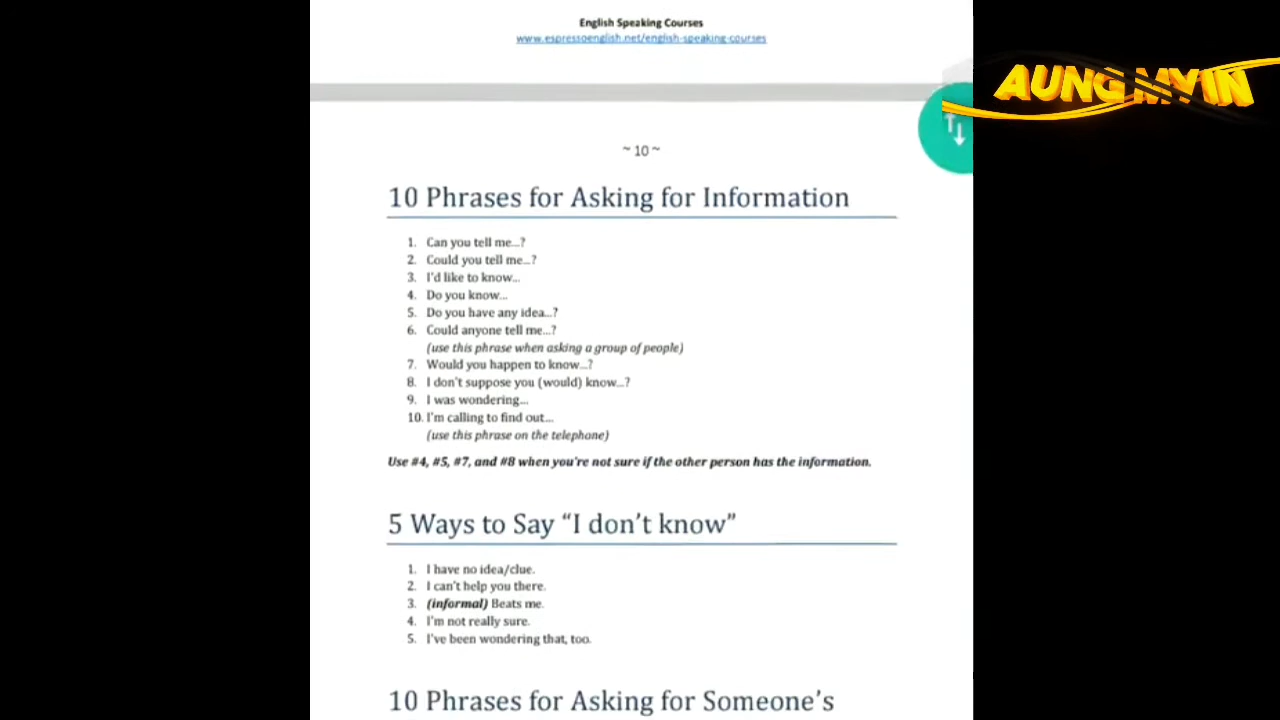 English Speaking Courses
www.espressoenglish.net/english-speaking-courses
AUNG MYIN
~ 10 ~
10 Phrases for Asking for Information
1. Can you tell me...?
2. Could you tell me...?
3. I'd like to know...
4. Do you know...
5. Do you have any idea...?
6. Could anyone tell me...?
(use this phrase when asking a group of people)
7. Would you happen to know...?
8. I don't suppose you (would) know...?
9. I was wondering...
10. I'm calling to find out...
(use this phrase on the telephone)
Use #4, #5, #7, and #8 when you're not sure if the other person has the information.
5 Ways to Say “I don't know”
1. I have no idea/clue.
2. I can't help you there.
3. (informal) Beats me.
4. I'm not really sure.
5. I've been wondering that, too.
10 Phrases for Asking for Someone's